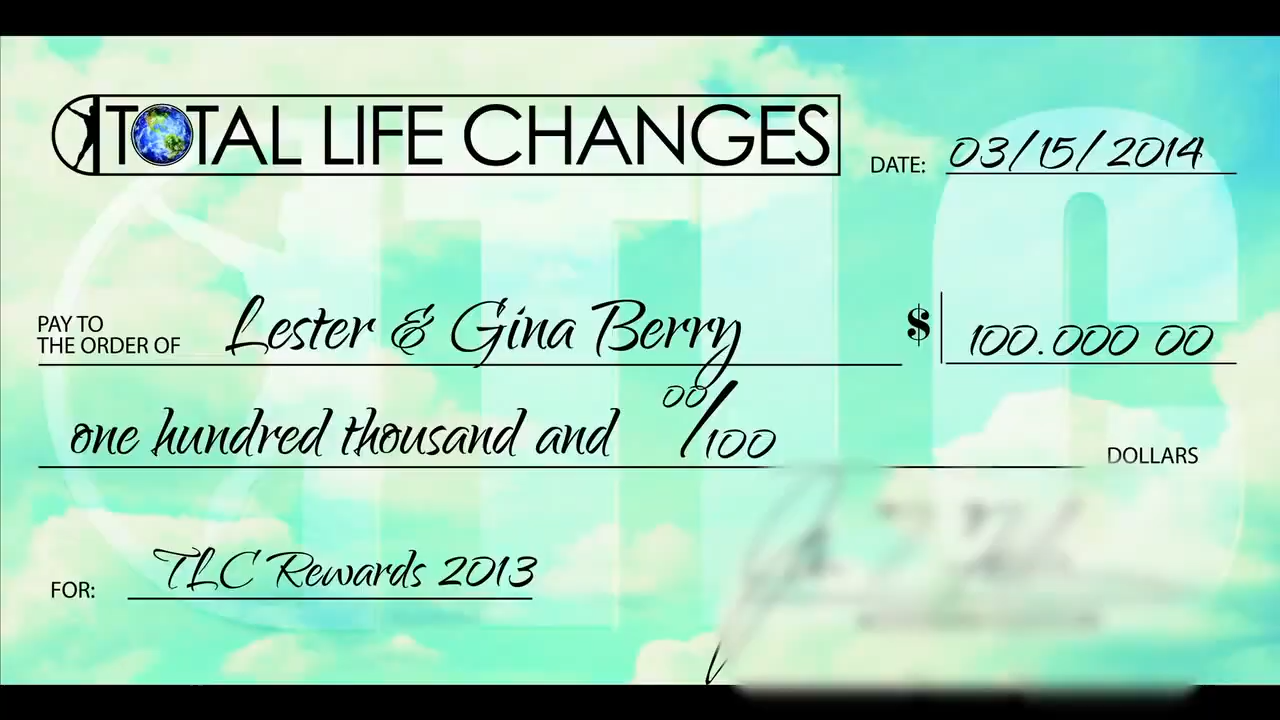 TOTAL LIFE CHANGES
DATE: 03/15/2014
PAY TO
THE ORDER OF Lester & Gina Berry $ 100.000 00
one hundred thousand and 00/100 DOLLARS
FOR: TLC Rewards 2013
TLC